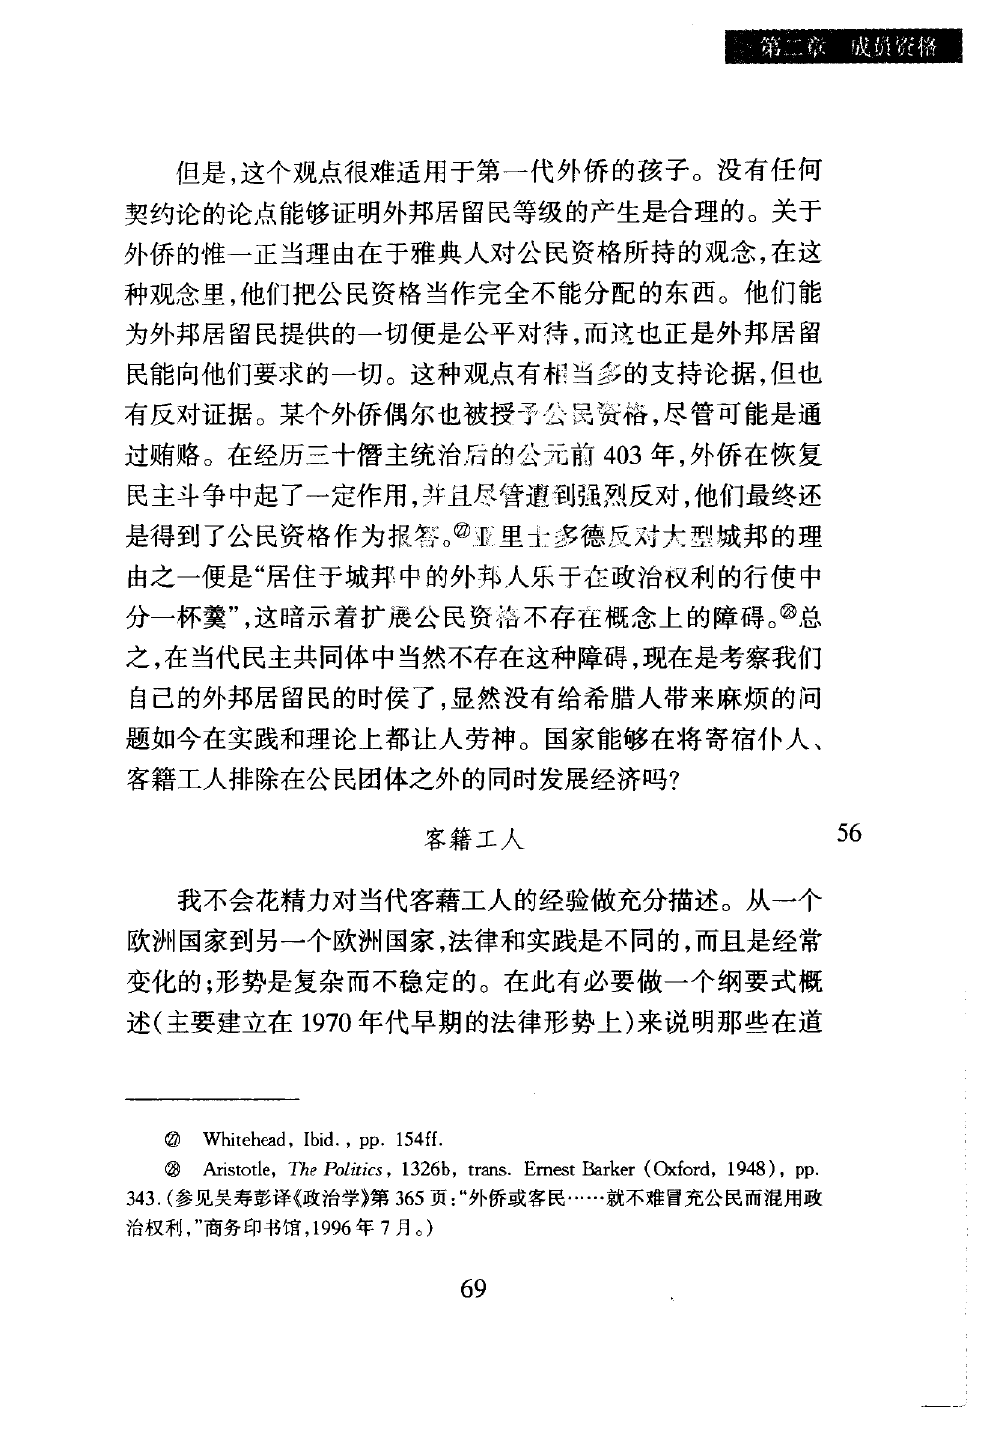 第二章 成员资格
但是,这个观点很难适用于第一代外侨的孩子。没有任何
契约论的论点能够证明外邦居留民等级的产生是合理的。关于
外侨的惟一正当理由在于雅典人对公民资格所持的观念,在这
种观念里,他们把公民资格当作完全不能分配的东西。他们能
为外邦居留民提供的一切便是公平对待,而这也正是外邦居留
民能向他们要求的一切。这种观点有相当多的支持论据,但也
有反对证据。某个外侨偶尔也被授予公民资格,尽管可能是通
过贿赂。在经历三十僭主统治后的公元前 403 年,外侨在恢复
民主斗争中起了一定作用,并且尽管遭到强烈反对,他们最终还
是得到了公民资格作为报答。㉗亚里士多德反对大型城邦的理
由之一便是“居住于城邦中的外邦人乐于在政治权利的行使中
分一杯羹”,这暗示着扩展公民资格不存在概念上的障碍。㉘总
之,在当代民主共同体中当然不存在这种障碍,现在是考察我们
自己的外邦居留民的时侯了,显然没有给希腊人带来麻烦的问
题如今在实践和理论上都让人劳神。国家能够在将寄宿仆人、
客籍工人排除在公民团体之外的同时发展经济吗?
客籍工人
56
我不会花精力对当代客藉工人的经验做充分描述。从一个
欧洲国家到另一个欧洲国家,法律和实践是不同的,而且是经常
变化的;形势是复杂而不稳定的。在此有必要做一个纲要式概
述(主要建立在 1970 年代早期的法律形势上)来说明那些在道
㉗ Whitehead, Ibid. , pp. 154ff.
㉘ Aristotle, The Politics, 1326b, trans. Ernest Barker (Oxford, 1948), pp.
343. (参见吴寿彭译《政治学》第 365 页:“外侨或客民……就不难冒充公民而混用政
治权利,”商务印书馆,1996 年 7 月。)
69